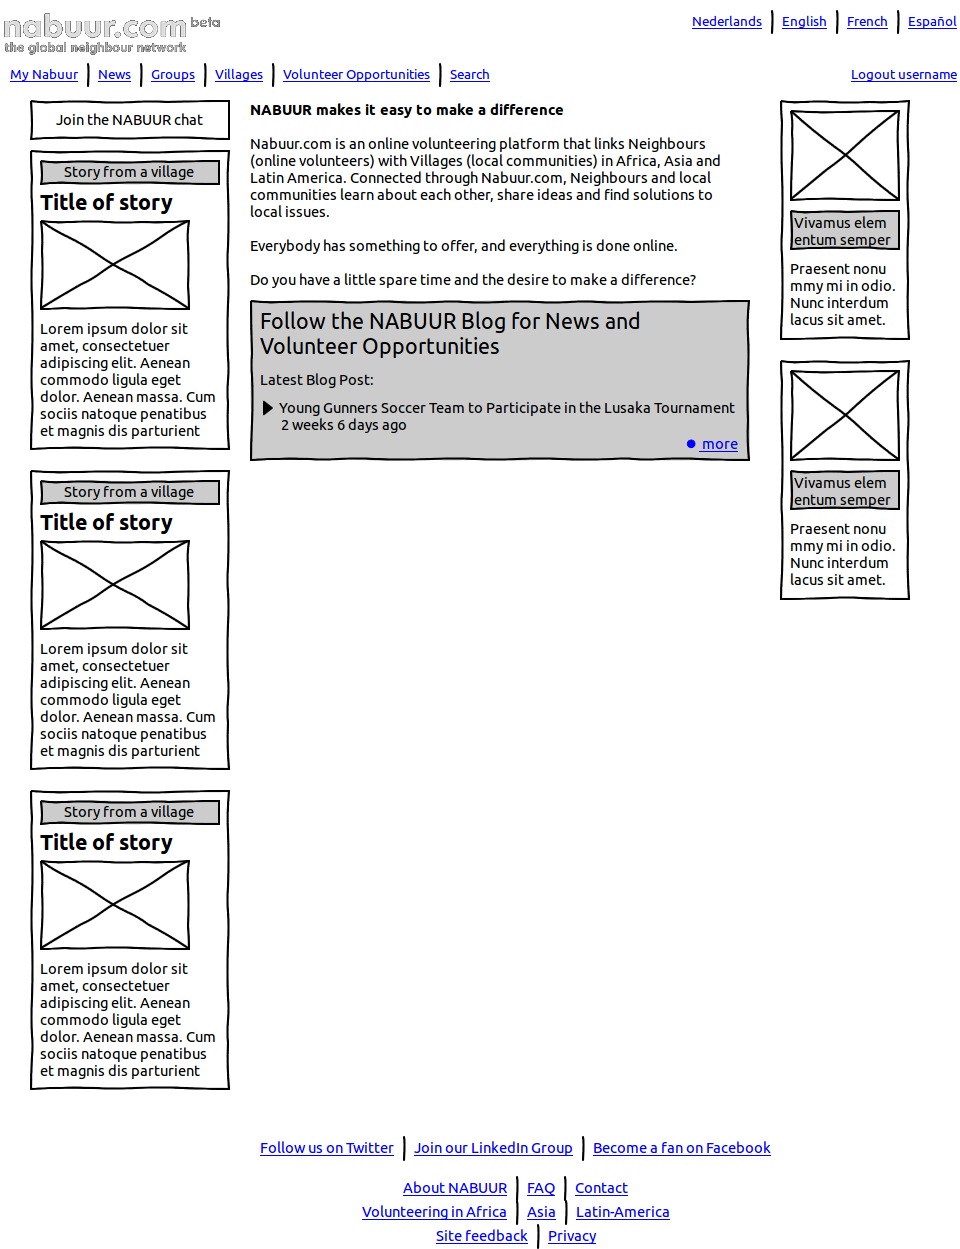 nabuur.com beta
the global neighbour network
Nederlands English French Español
My Nabuur News Groups Villages Volunteer Opportunities Search Logout username
Join the NABUUR chat
Story from a village
Title of story
Lorem ipsum dolor sit
amet, consectetuer
adipiscing elit. Aenean
commodo ligula eget
dolor. Aenean massa. Cum
sociis natoque penatibus
et magnis dis parturient
Story from a village
Title of story
Lorem ipsum dolor sit
amet, consectetuer
adipiscing elit. Aenean
commodo ligula eget
dolor. Aenean massa. Cum
sociis natoque penatibus
et magnis dis parturient
Story from a village
Title of story
Lorem ipsum dolor sit
amet, consectetuer
adipiscing elit. Aenean
commodo ligula eget
dolor. Aenean massa. Cum
sociis natoque penatibus
et magnis dis parturient
NABUUR makes it easy to make a difference
Nabuur.com is an online volunteering platform that links Neighbours
(online volunteers) with Villages (local communities) in Africa, Asia and
Latin America. Connected through Nabuur.com, Neighbours and local
communities learn about each other, share ideas and find solutions to
local issues.
Everybody has something to offer, and everything is done online.
Do you have a little spare time and the desire to make a difference?
Follow the NABUUR Blog for News and
Volunteer Opportunities
Latest Blog Post:
Young Gunners Soccer Team to Participate in the Lusaka Tournament
2 weeks 6 days ago
more
Vivamus elem
entum semper
Praesent nonu
mmy mi in odio.
Nunc interdum
lacus sit amet.
Vivamus elem
entum semper
Praesent nonu
mmy mi in odio.
Nunc interdum
lacus sit amet.
Follow us on Twitter Join our LinkedIn Group Become a fan on Facebook
About NABUUR FAQ Contact
Volunteering in Africa Asia Latin-America
Site feedback Privacy